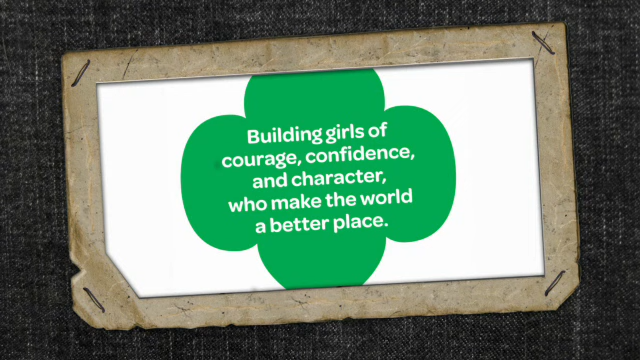 Building girls of
courage, confidence,
and character,
who make the world
a better place.